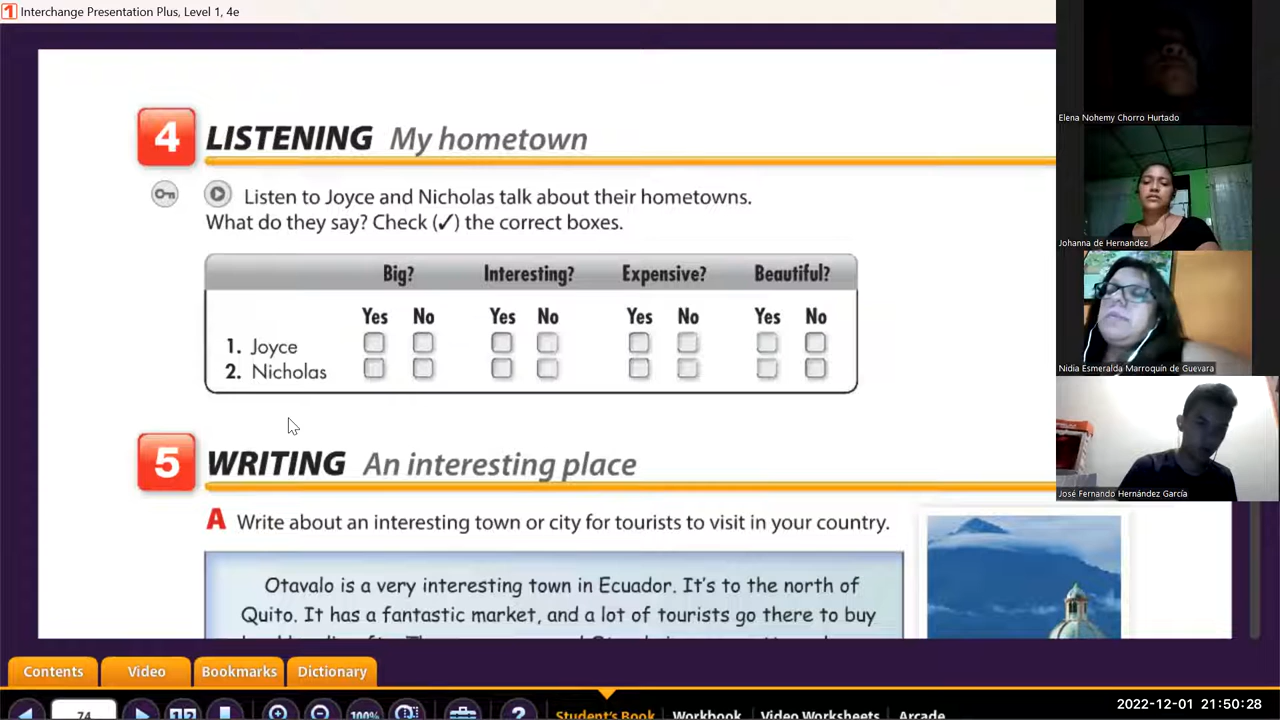 Interchange Presentation Plus, Level 1, 4e
4 LISTENING My hometown
Listen to Joyce and Nicholas talk about their hometowns.
What do they say? Check (✓) the correct boxes.
Big? Interesting? Expensive? Beautiful?
Yes No Yes No Yes No Yes No
1. Joyce
2. Nicholas
5 WRITING An interesting place
A Write about an interesting town or city for tourists to visit in your country.
Otavalo is a very interesting town in Ecuador. It's to the north of
Quito. It has a fantastic market, and a lot of tourists go there to buy
Elena Nohemy Chorro Hurtado
Johanna de Hernandez
Nidia Esmeralda Marroquín de Guevara
José Fernando Hernández García
Contents Video Bookmarks Dictionary
74 100% ? Student's Book Workbook Video Worksheets Arcade
2022-12-01 21:50:28